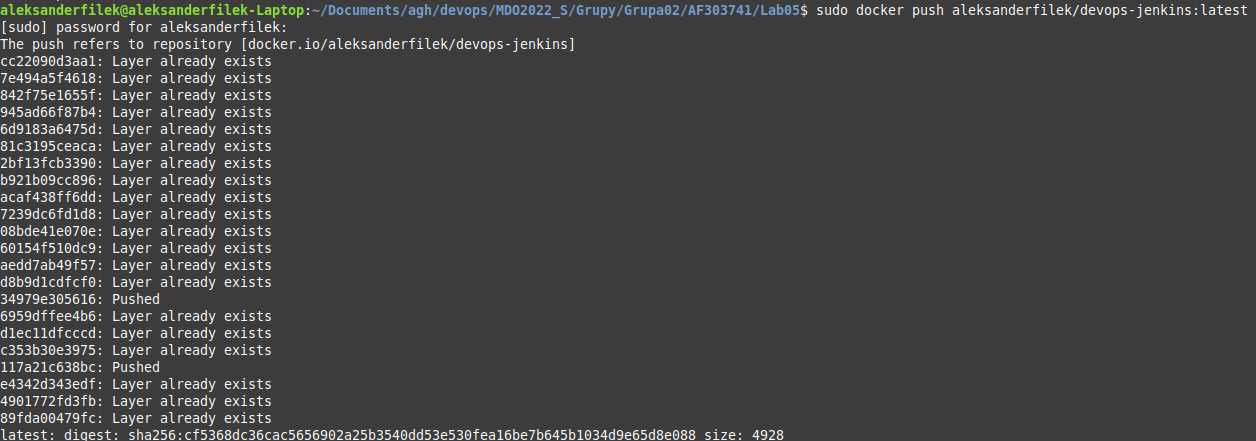 aleksanderfilek@aleksanderfilek-Laptop:~/Documents/agh/devops/MDO2022_S/Grupy/Grupa02/AF303741/Lab05$ sudo docker push aleksanderfilek/devops-jenkins:latest
[sudo] password for aleksanderfilek:
The push refers to repository [docker.io/aleksanderfilek/devops-jenkins]
cc22090d3aa1: Layer already exists
7e494a5f4618: Layer already exists
842f75e1655f: Layer already exists
945ad66f87b4: Layer already exists
6d9183a6475d: Layer already exists
81c3195ceaca: Layer already exists
2bf13fcb3390: Layer already exists
b921b09cc896: Layer already exists
acaf438ff6dd: Layer already exists
7239dc6fd1d8: Layer already exists
08bde41e070e: Layer already exists
60154f510dc9: Layer already exists
aedd7ab49f57: Layer already exists
d8b9d1cdfcf0: Layer already exists
34979e305616: Pushed
6959dffee4b6: Layer already exists
d1ec11dfcccd: Layer already exists
c353b30e3975: Layer already exists
117a21c638bc: Pushed
e4342d343edf: Layer already exists
4901772fd3fb: Layer already exists
89fda00479fc: Layer already exists
latest: digest: sha256:cf5368dc36cac5656902a25b3540dd53e530fea16be7b645b1034d9e65d8e088 size: 4928